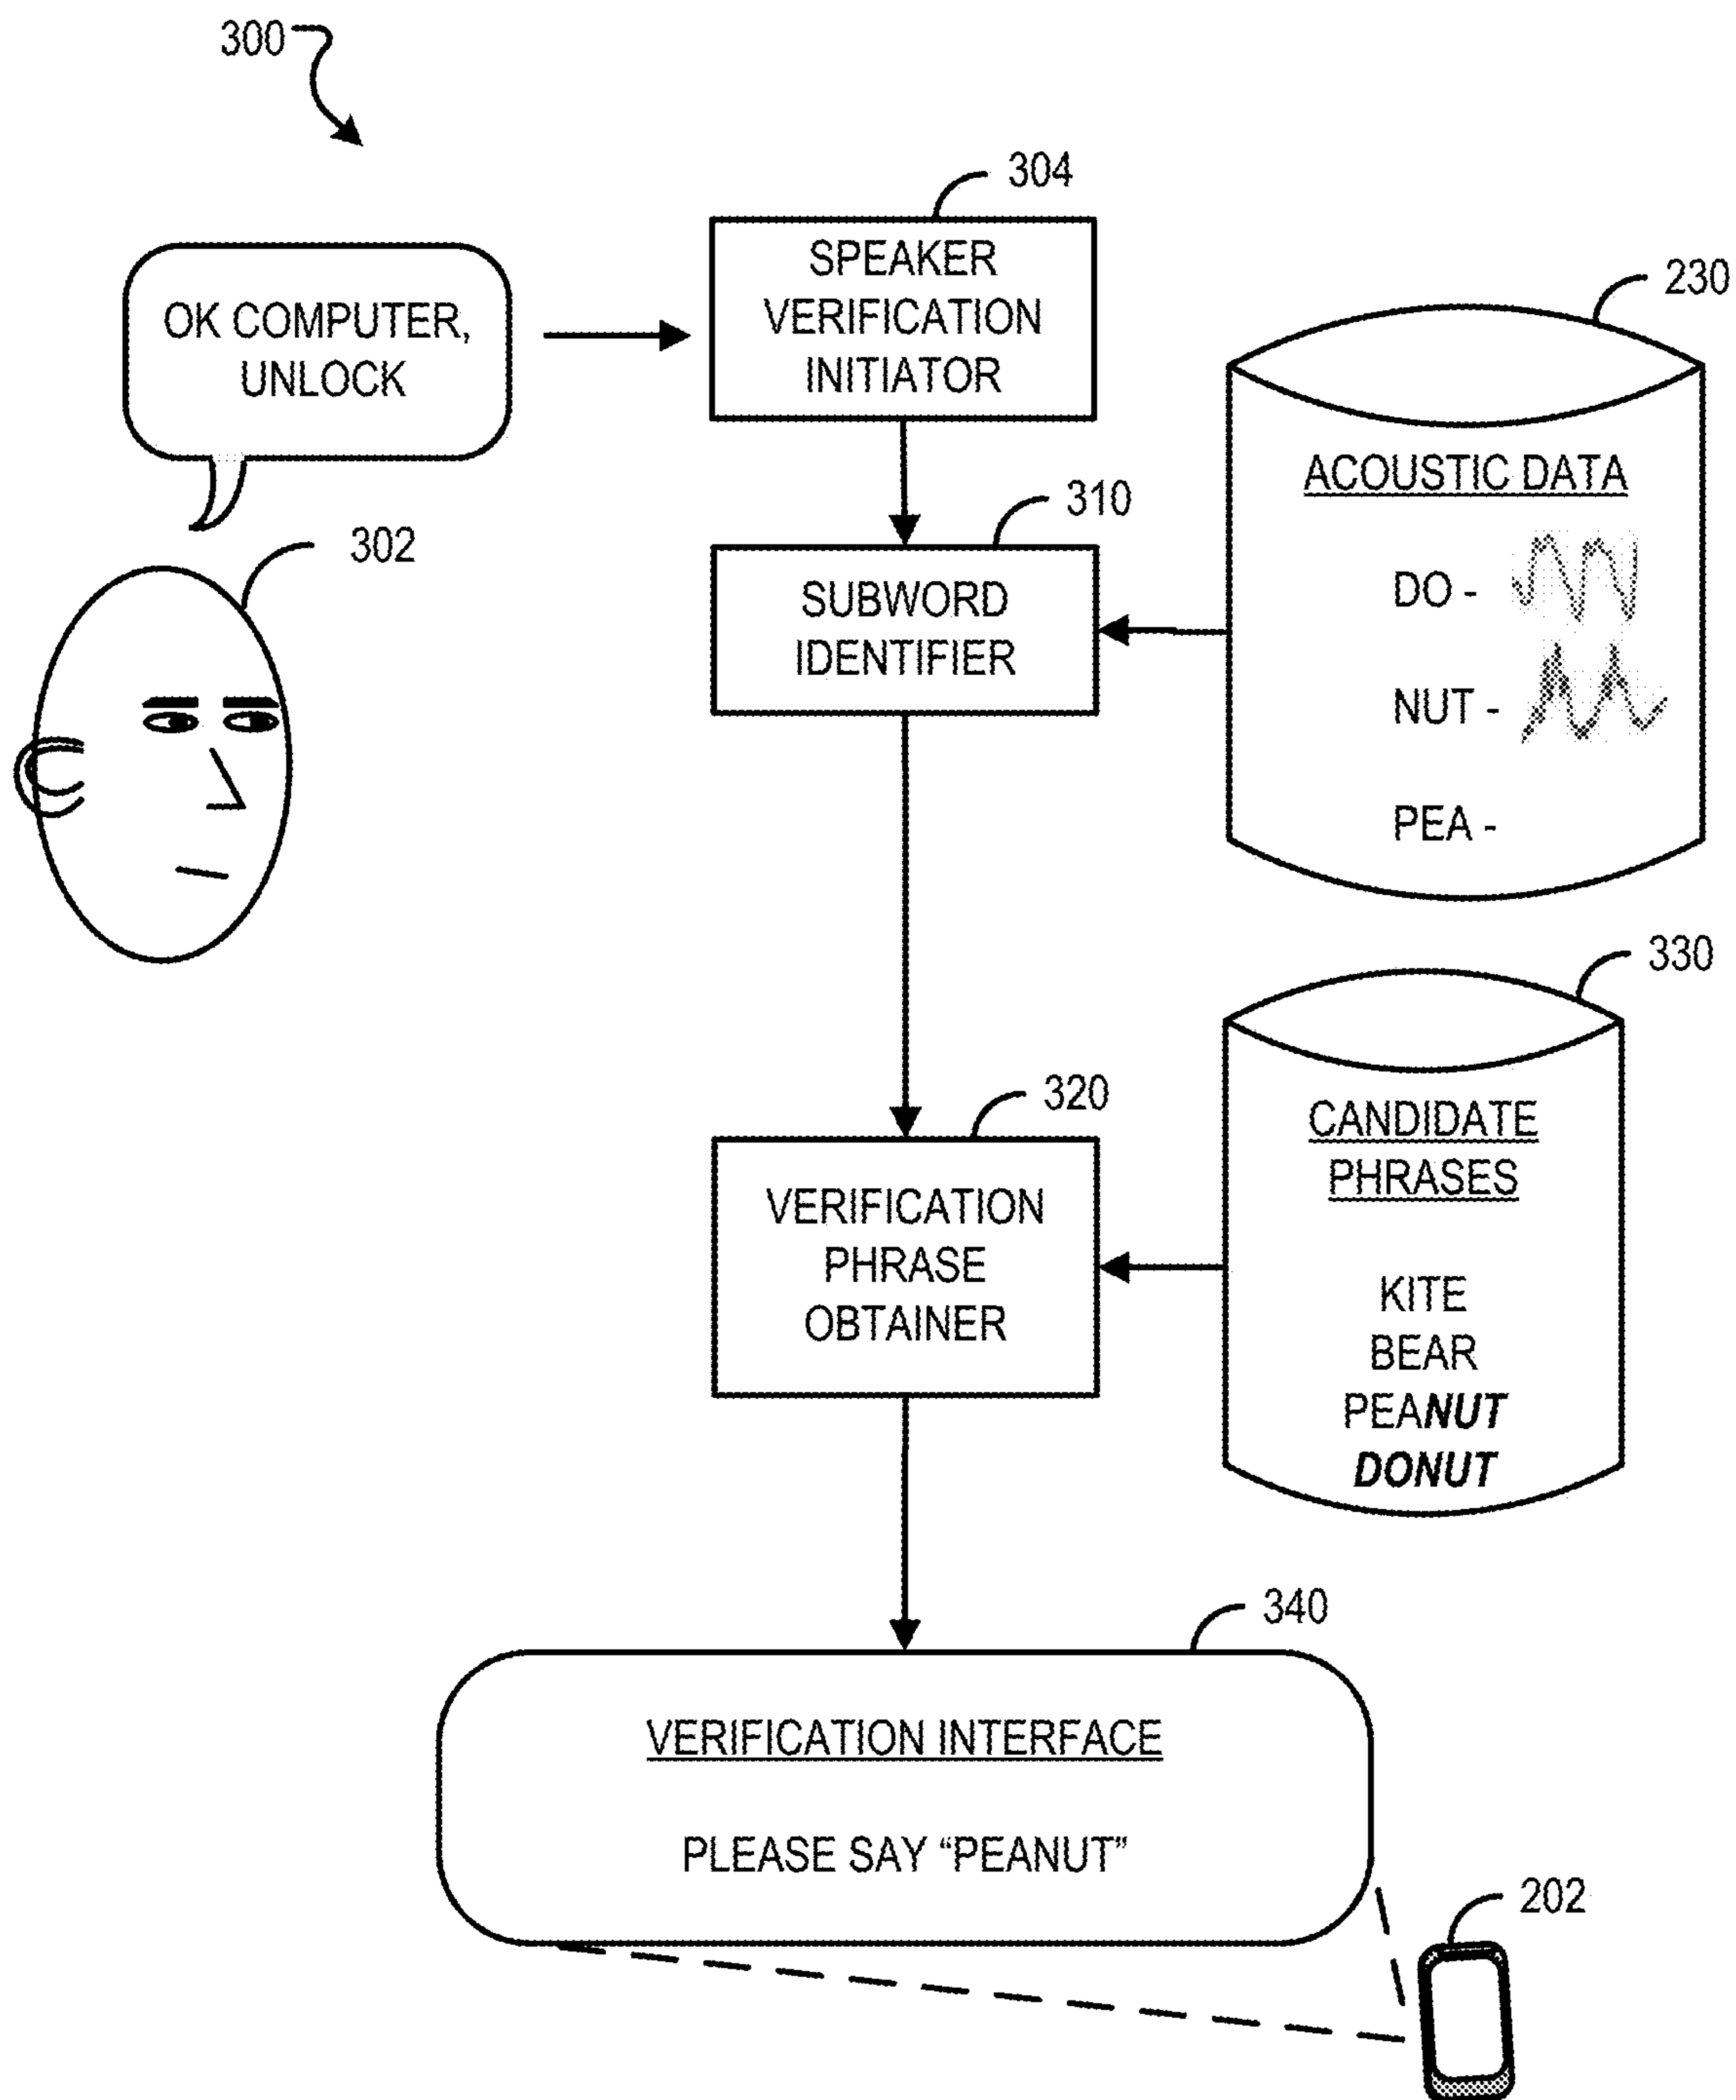 300
304
SPEAKER
VERIFICATION
INITIATOR
OK COMPUTER,
UNLOCK
230
ACOUSTIC DATA
DO -
NUT -
PEA -
310
SUBWORD
IDENTIFIER
302
330
CANDIDATE
PHRASES
KITE
BEAR
PEANUT
DONUT
320
VERIFICATION
PHRASE
OBTAINER
340
VERIFICATION INTERFACE
PLEASE SAY “PEANUT”
202